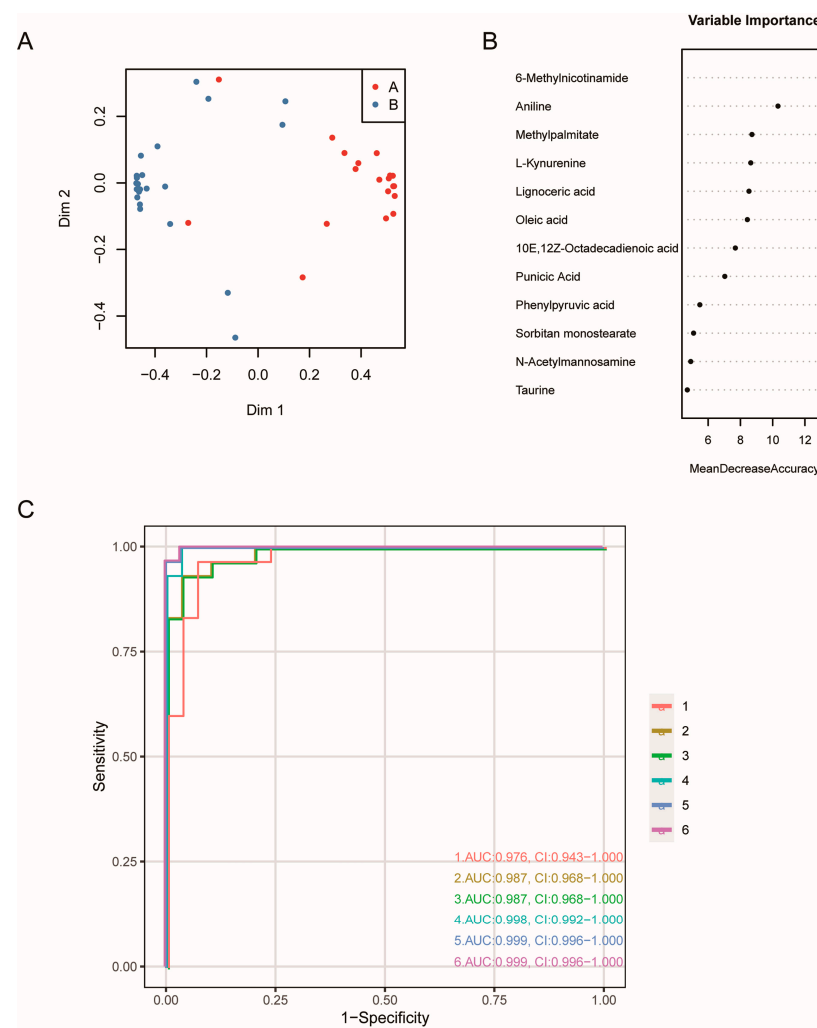 A
B
Variable Importance
A
B
0.2
0.0
−0.2
−0.4
Dim 2
−0.4 −0.2 0.0 0.2 0.4
Dim 1
6-Methylnicotinamide
Aniline
Methylpalmitate
L-Kynurenine
Lignoceric acid
Oleic acid
10E,12Z-Octadecadienoic acid
Punicic Acid
Phenylpyruvic acid
Sorbitan monostearate
N-Acetylmannosamine
Taurine
6 8 10 12
MeanDecreaseAccuracy
C
1.00
0.75
0.50
0.25
0.00
Sensitivity
1.AUC:0.976, CI:0.943−1.000
2.AUC:0.987, CI:0.968−1.000
3.AUC:0.987, CI:0.968−1.000
4.AUC:0.998, CI:0.992−1.000
5.AUC:0.999, CI:0.996−1.000
6.AUC:0.999, CI:0.996−1.000
0.00 0.25 0.50 0.75 1.00
1−Specificity
1
2
3
4
5
6